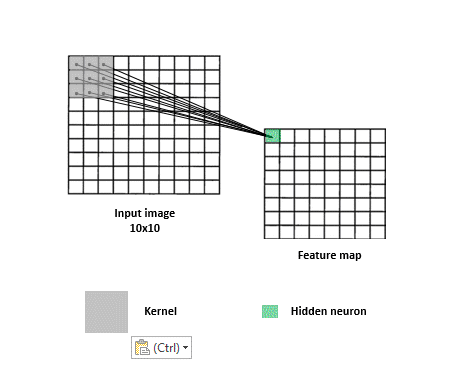 Input image
10x10
Feature map
Kernel
Hidden neuron
(Ctrl)